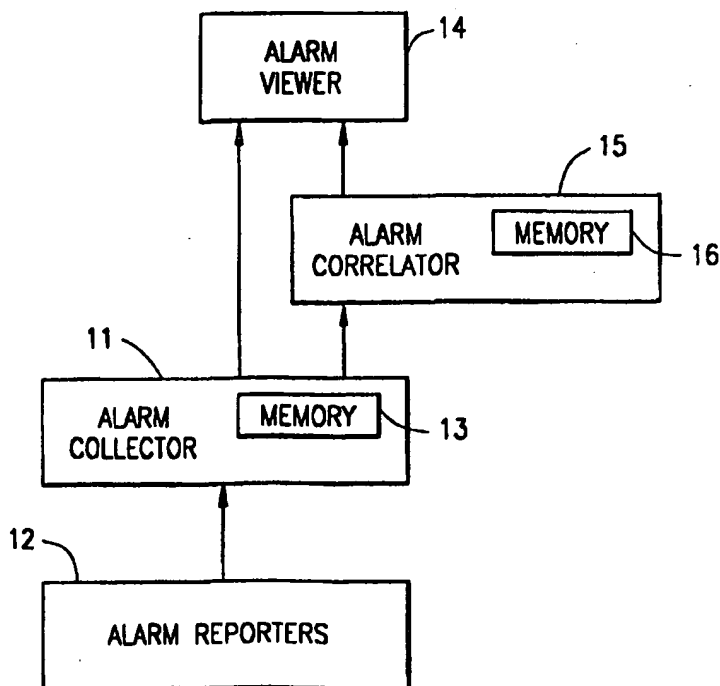 ALARM
VIEWER
14
15
ALARM
CORRELATOR
MEMORY
16
11
ALARM
COLLECTOR
MEMORY
13
12
ALARM REPORTERS